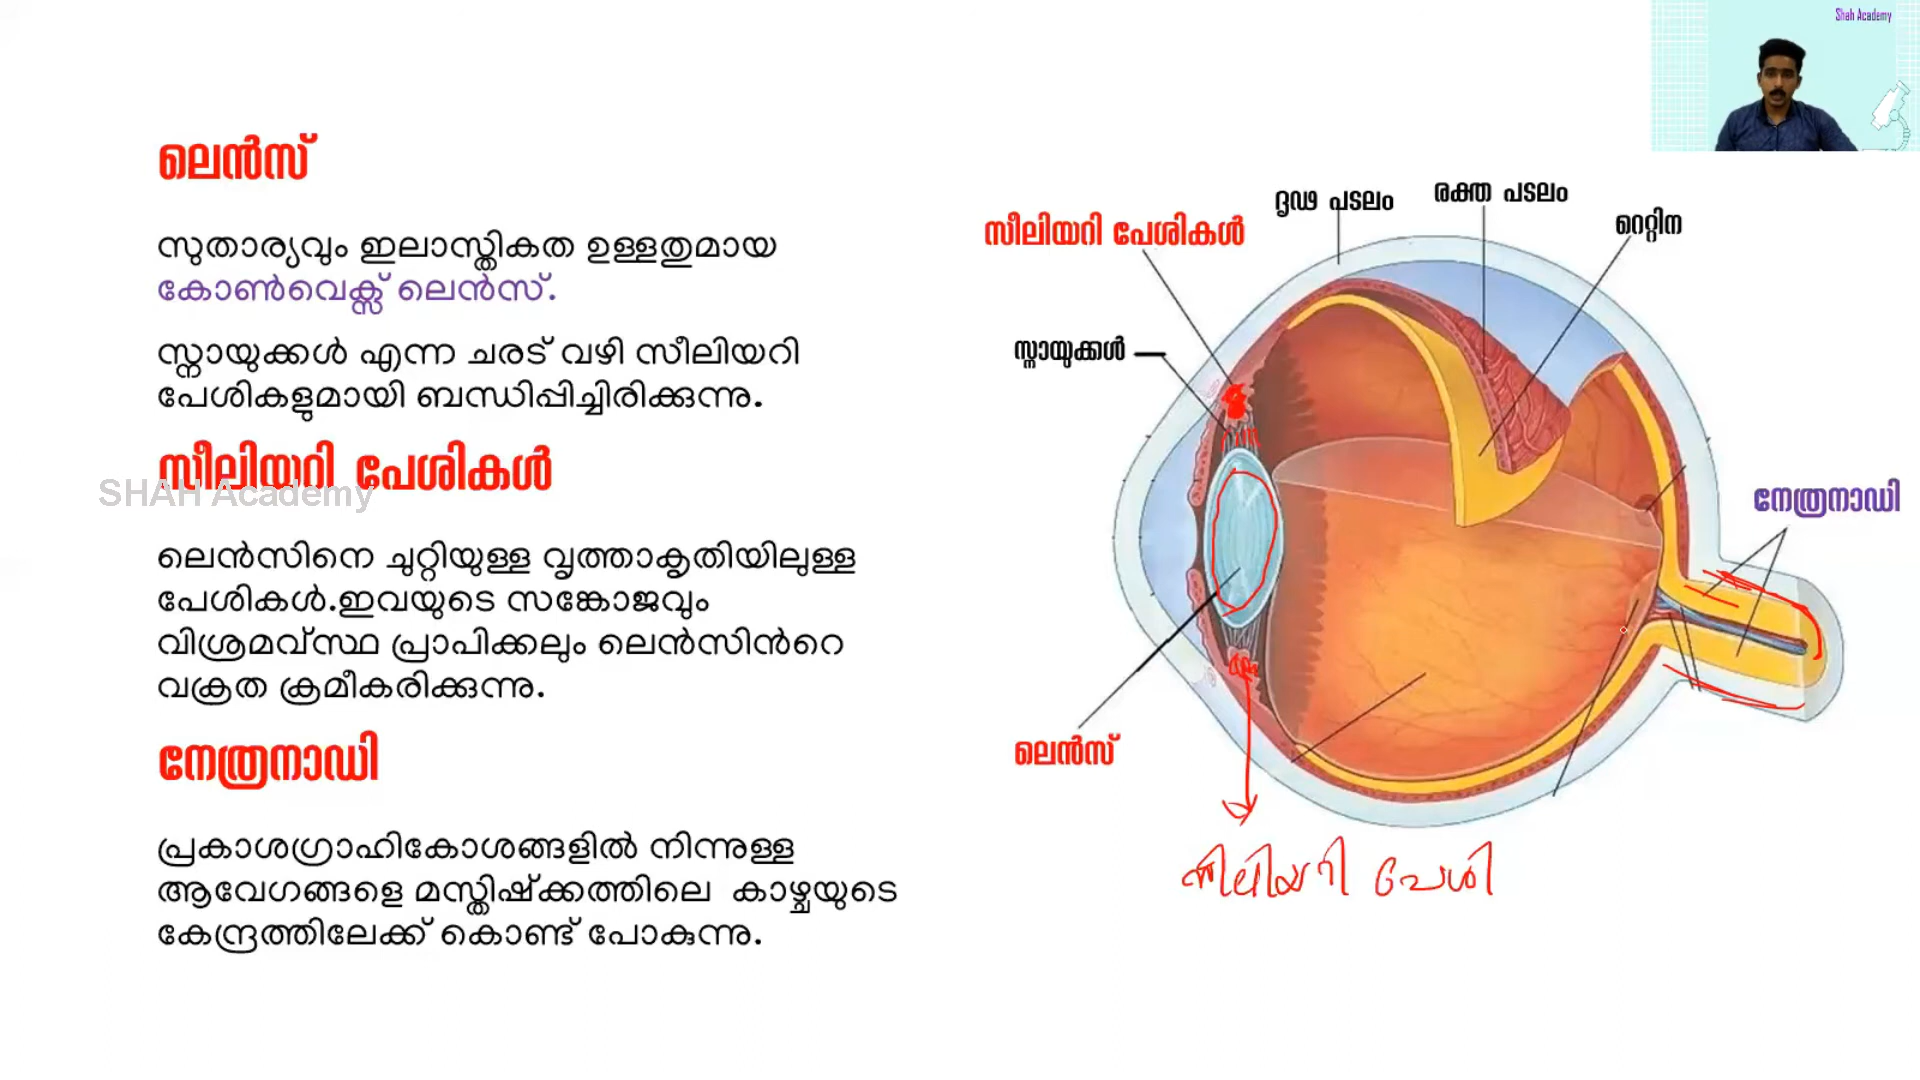 Shah Academy
ലെൻസ്
സുതാര്യവും ഇലാസ്തികത ഉള്ളതുമായ
കോൺവെക്സ് ലെൻസ്.
സ്നായുക്കൾ എന്ന ചരട് വഴി സീലിയറി
പേശികളുമായി ബന്ധിപ്പിച്ചിരിക്കുന്നു.
സീലിയറി പേശികൾ
SHAH Academy
ലെൻസിനെ ചുറ്റിയുള്ള വൃത്താകൃതിയിലുള്ള
പേശികൾ.ഇവയുടെ സങ്കോജവും
വിശ്രമവ്സ്ഥ പ്രാപിക്കലും ലെൻസിൻറെ
വക്രത ക്രമീകരിക്കുന്നു.
നേത്രനാഡി
പ്രകാശഗ്രാഹികോശങ്ങളിൽ നിന്നുള്ള
ആവേഗങ്ങളെ മസ്തിഷ്ക്കത്തിലെ കാഴ്ചയുടെ
കേന്ദ്രത്തിലേക്ക് കൊണ്ട് പോകുന്നു.
സീലിയറി പേശികൾ
ദൃഢ പടലം
രക്ത പടലം
റെറ്റിന
സ്നായുക്കൾ
നേത്രനാഡി
ലെൻസ്
സീലിയറി പേശി